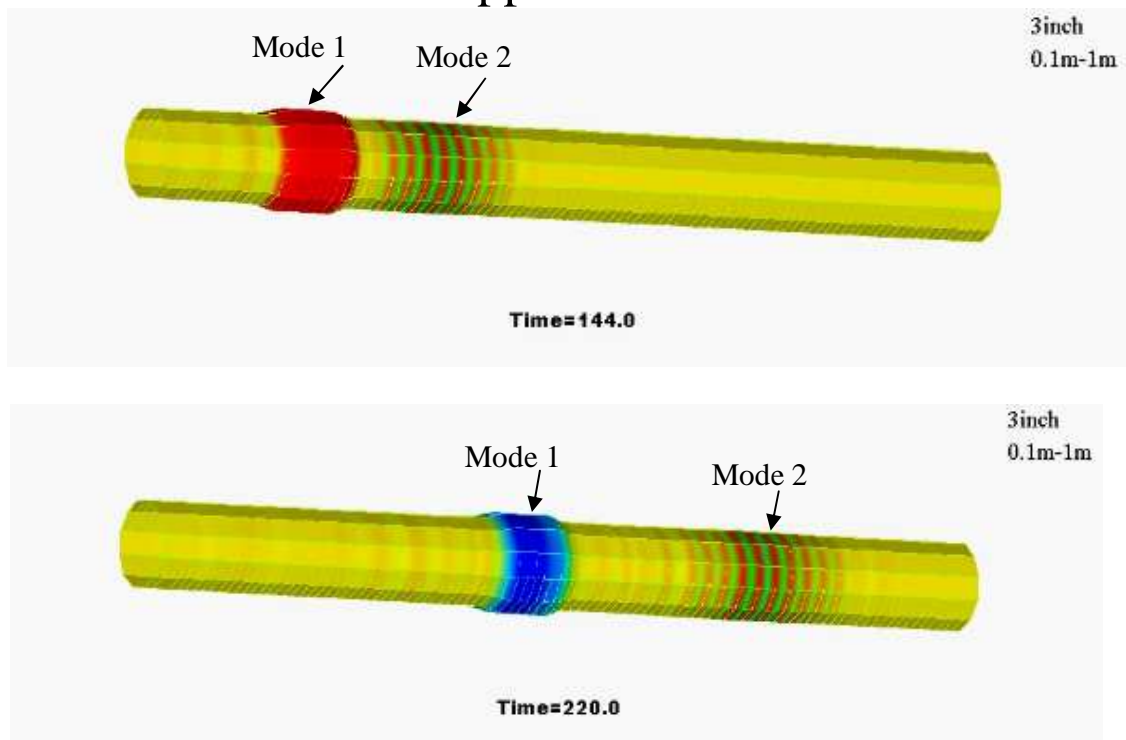 3inch
0.1m-1m
Mode 1
Mode 2
Time=144.0
3inch
0.1m-1m
Mode 1
Mode 2
Time=220.0